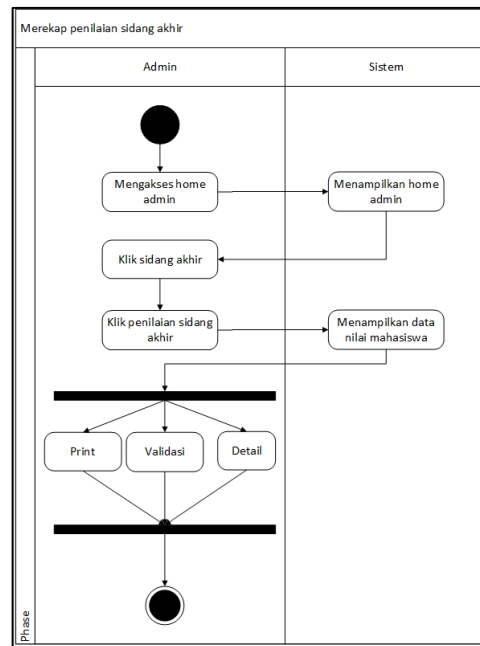 Merekap penilaian sidang akhir
Admin
Sistem
Mengakses home
admin
Menampilkan home
admin
Klik sidang akhir
Klik penilaian sidang
akhir
Menampilkan data
nilai mahasiswa
Print
Validasi
Detail
Phase